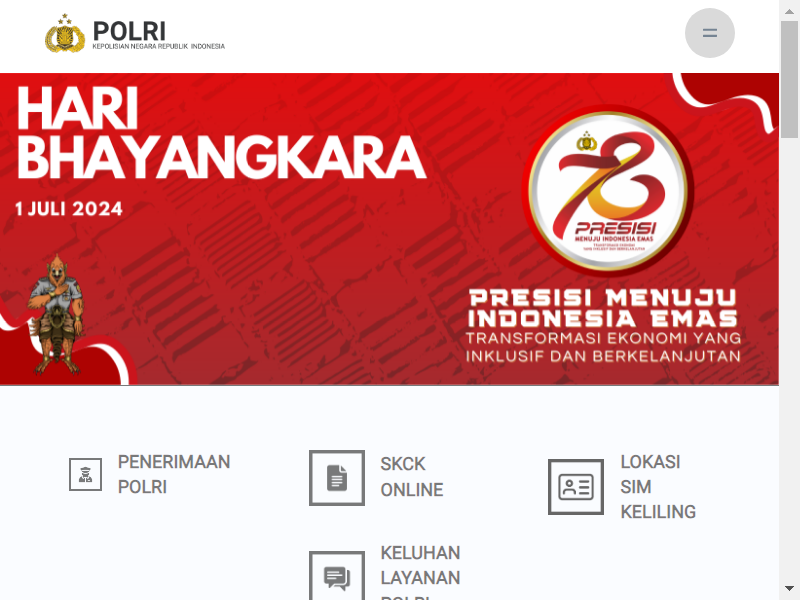 POLRI
KEPOLISIAN NEGARA REPUBLIK INDONESIA
HARI
BHAYANGKARA
1 JULI 2024
78
PRESISI
MENUJU INDONESIA EMAS
PRESISI MENUJU
INDONESIA EMAS
TRANSFORMASI EKONOMI YANG
INKLUSIF DAN BERKELANJUTAN
PENERIMAAN
POLRI
SKCK
ONLINE
LOKASI
SIM
KELILING
KELUHAN
LAYANAN
POLRI